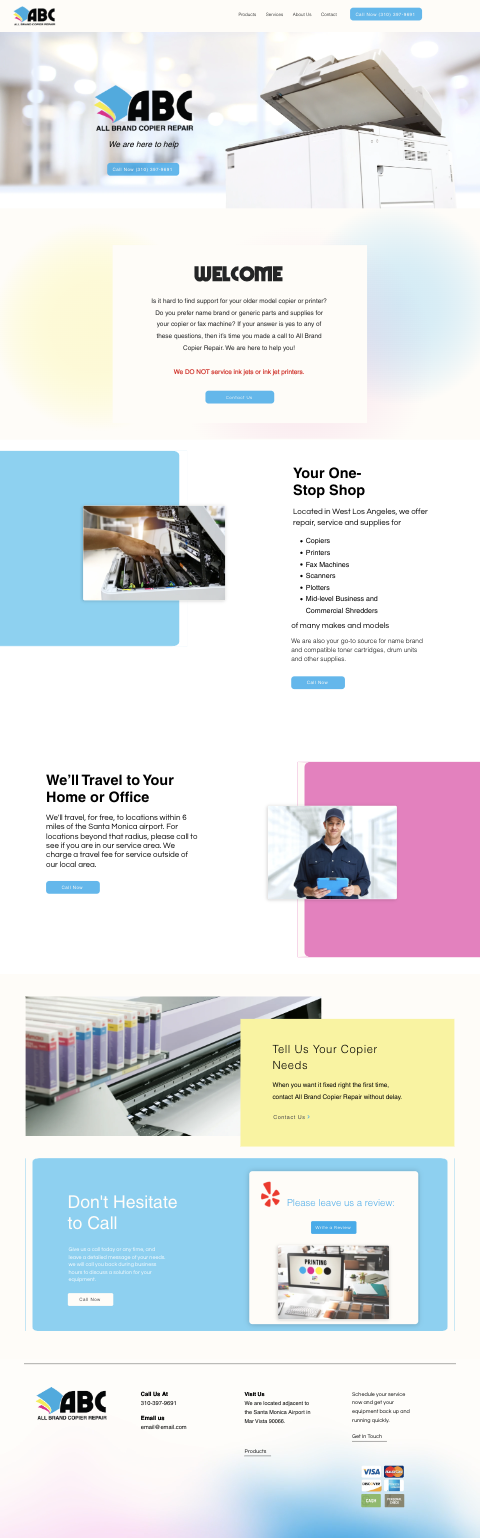 ABC
ALL BRAND COPIER REPAIR
Products Services About Us Contact Call Now (310) 397-9691
ABC
ALL BRAND COPIER REPAIR
We are here to help
Call Now (310) 397-9691
WELCOME
Is it hard to find support for your older model copier or printer?
Do you prefer name brand or generic parts and supplies for
your copier or fax machine? If your answer is yes to any of
these questions, then it's time you made a call to All Brand
Copier Repair. We are here to help you!
We DO NOT service ink jets or ink jet printers.
Contact Us
Your One-
Stop Shop
Located in West Los Angeles, we offer
repair, service and supplies for
• Copiers
• Printers
• Fax Machines
• Scanners
• Plotters
• Mid-level Business and
Commercial Shredders
of many makes and models
We are also your go-to source for name brand
and compatible toner cartridges, drum units
and other supplies.
Call Now
We'll Travel to Your
Home or Office
We'll travel, for free, to locations within 6
miles of the Santa Monica airport. For
locations beyond that radius, please call to
see if you are in our service area. We
charge a travel fee for service outside of
our local area.
Call Now
Tell Us Your Copier
Needs
When you want it fixed right the first time,
contact All Brand Copier Repair without delay.
Contact Us >
Don't Hesitate
to Call
Give us a call today or any time, and
leave a detailed message of your needs,
we will call you back during business
hours to discuss a solution for your
equipment.
Call Now
Please leave us a review:
Write a Review
PRINTING
ABC
ALL BRAND COPIER REPAIR
Call Us At
310-397-9691
Email us
email@email.com
Visit Us
We are located adjacent to
the Santa Monica Airport in
Mar Vista 90066.
Products
Schedule your service
now and get your
equipment back up and
running quickly.
Get in Touch
VISA MasterCard
DISCOVER
CASH PERSONAL CHECK